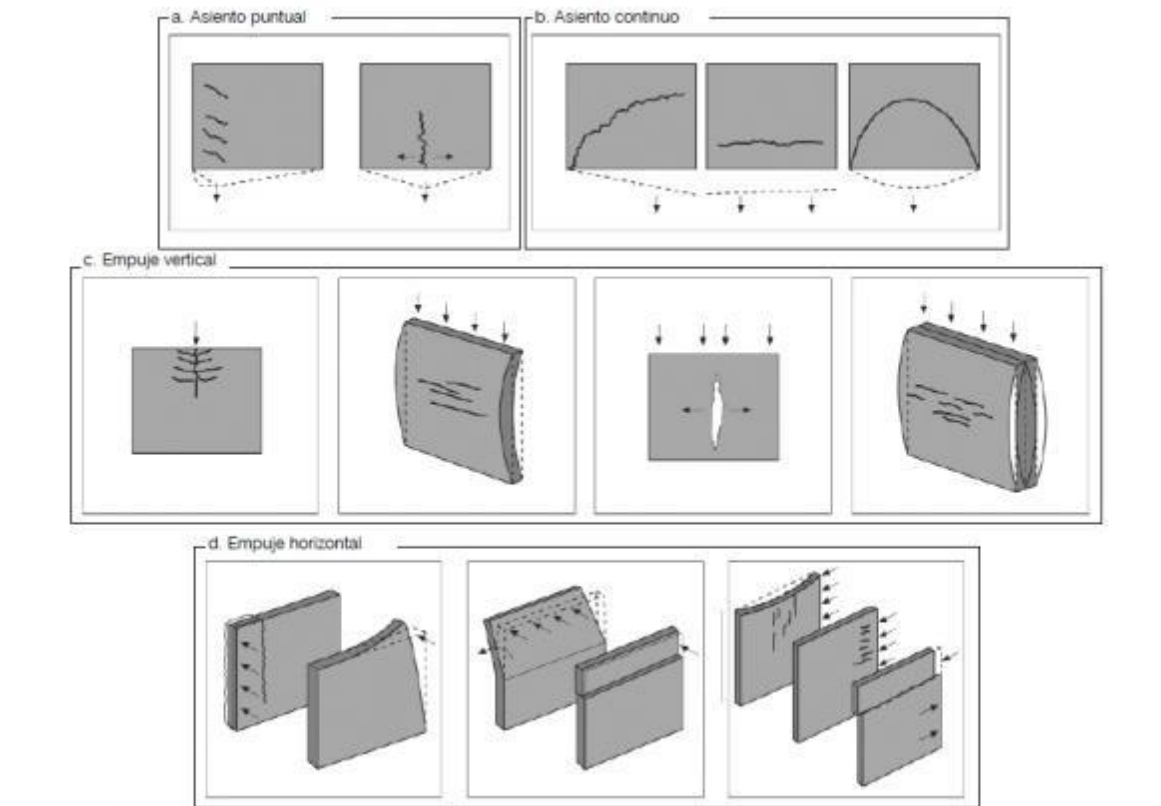 a. Asiento puntual
b. Asiento continuo
c. Empuje vertical
d. Empuje horizontal